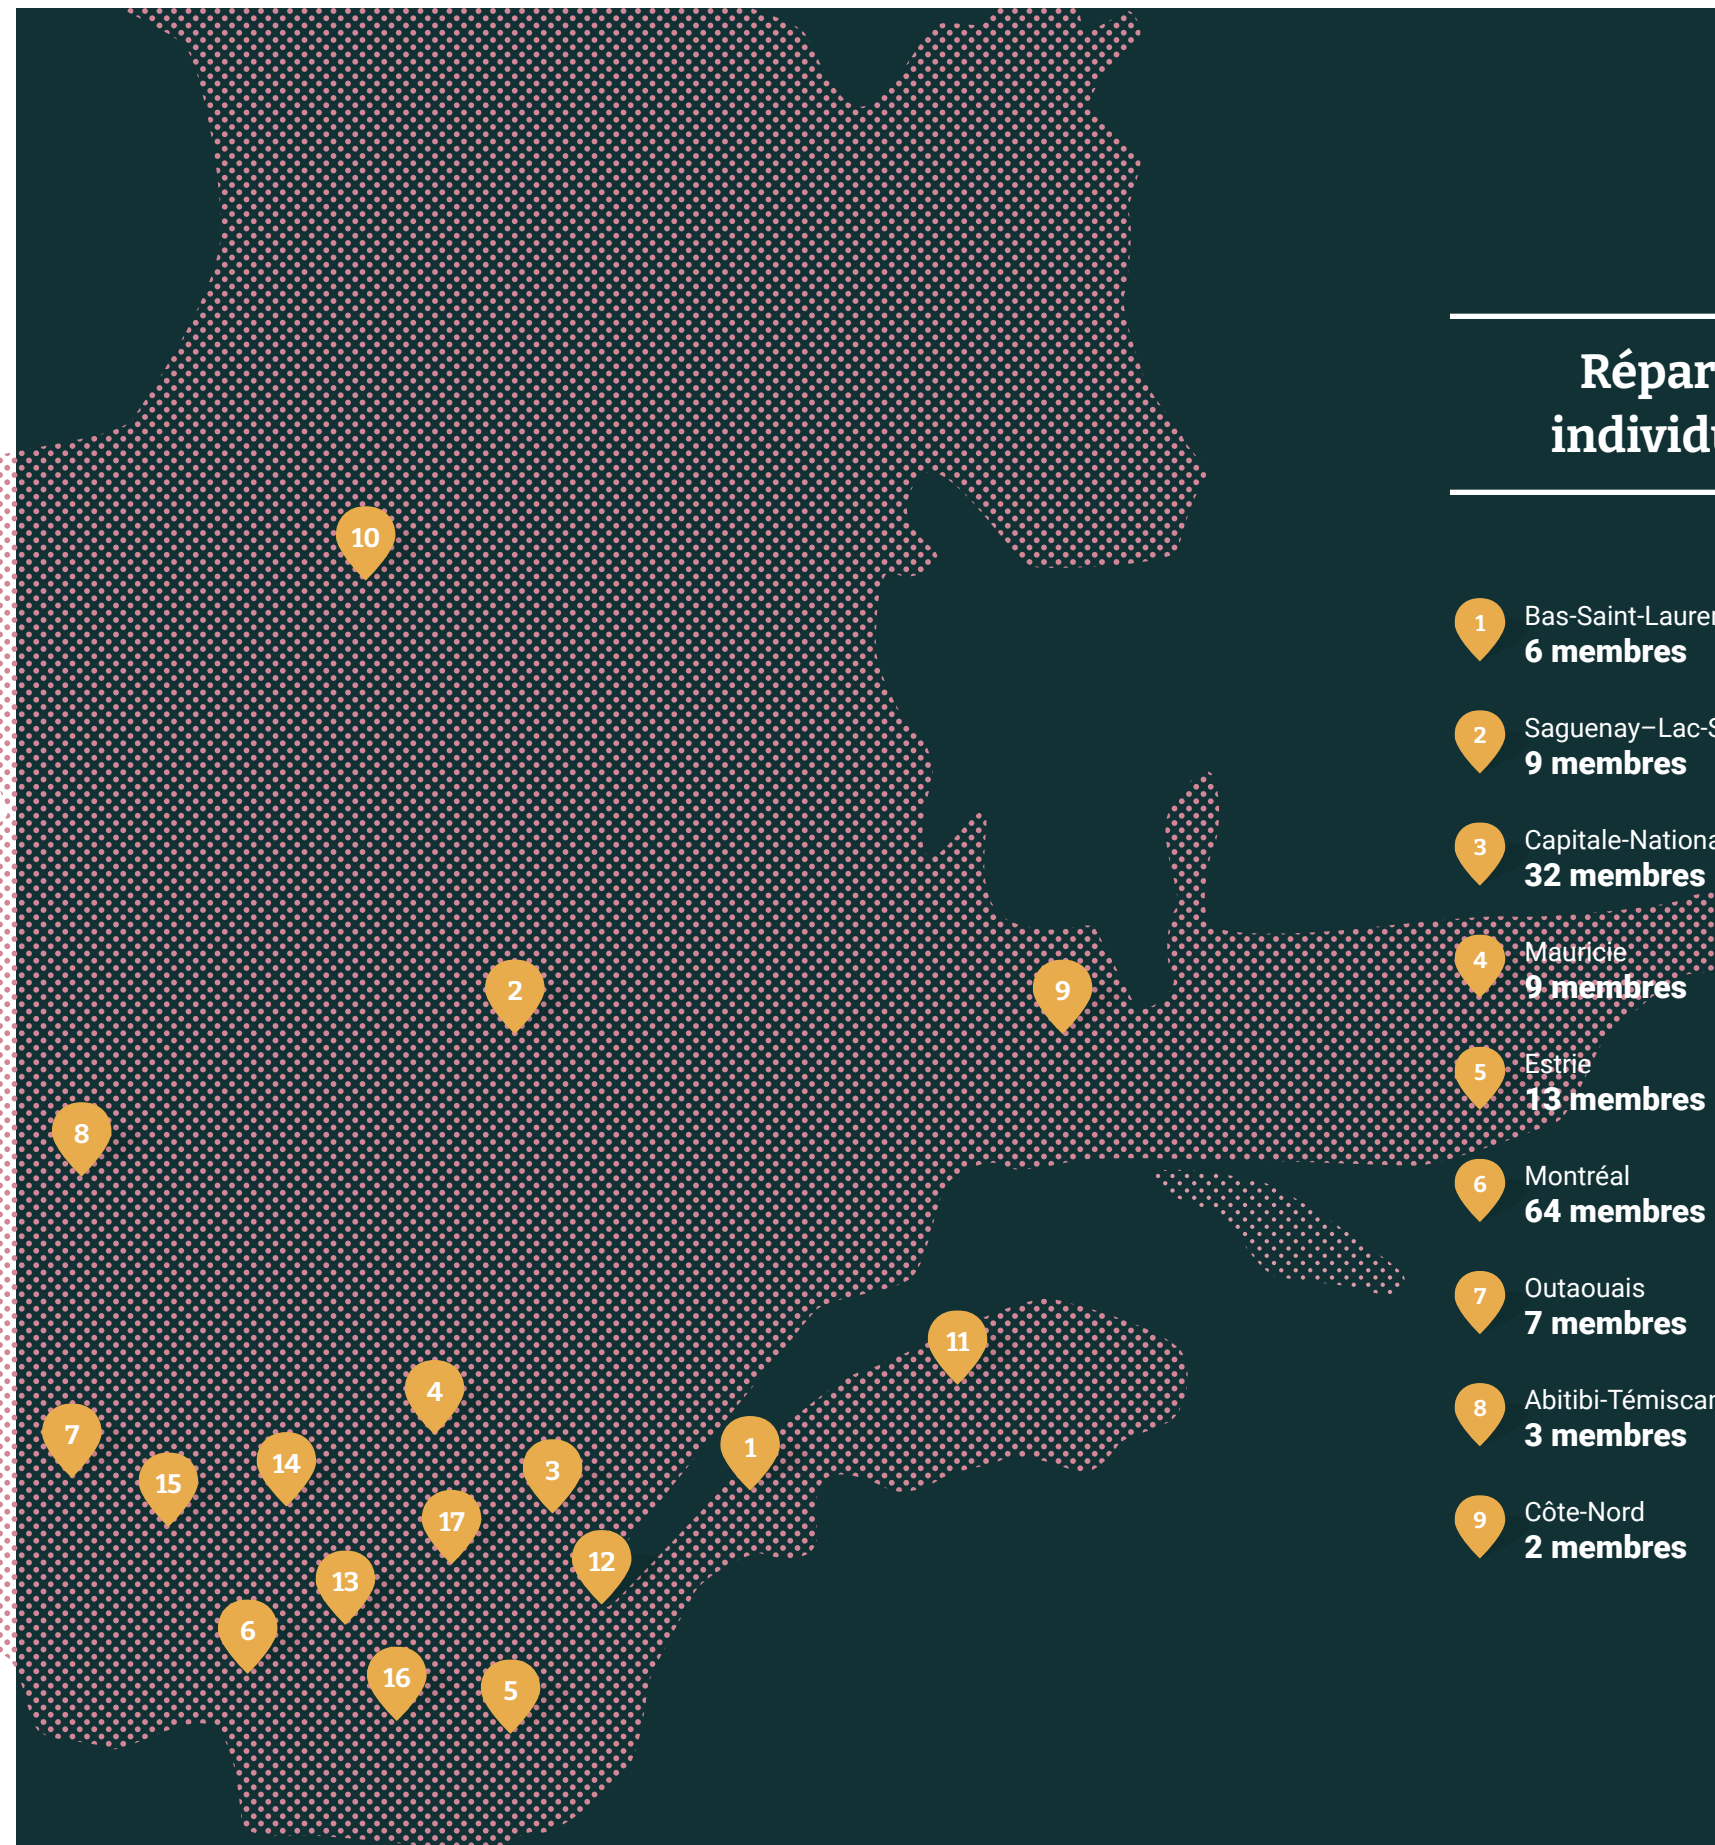 Répar
individu
1
Bas-Saint-Lauren
6 membres
2
Saguenay–Lac-S
9 membres
3
Capitale-Nationa
32 membres
4
Mauricie
9 membres
5
Estrie
13 membres
6
Montréal
64 membres
7
Outaouais
7 membres
8
Abitibi-Témiscam
3 membres
9
Côte-Nord
2 membres
10
2
9
8
11
4
7
1
14
3
15
17
12
13
6
16
5